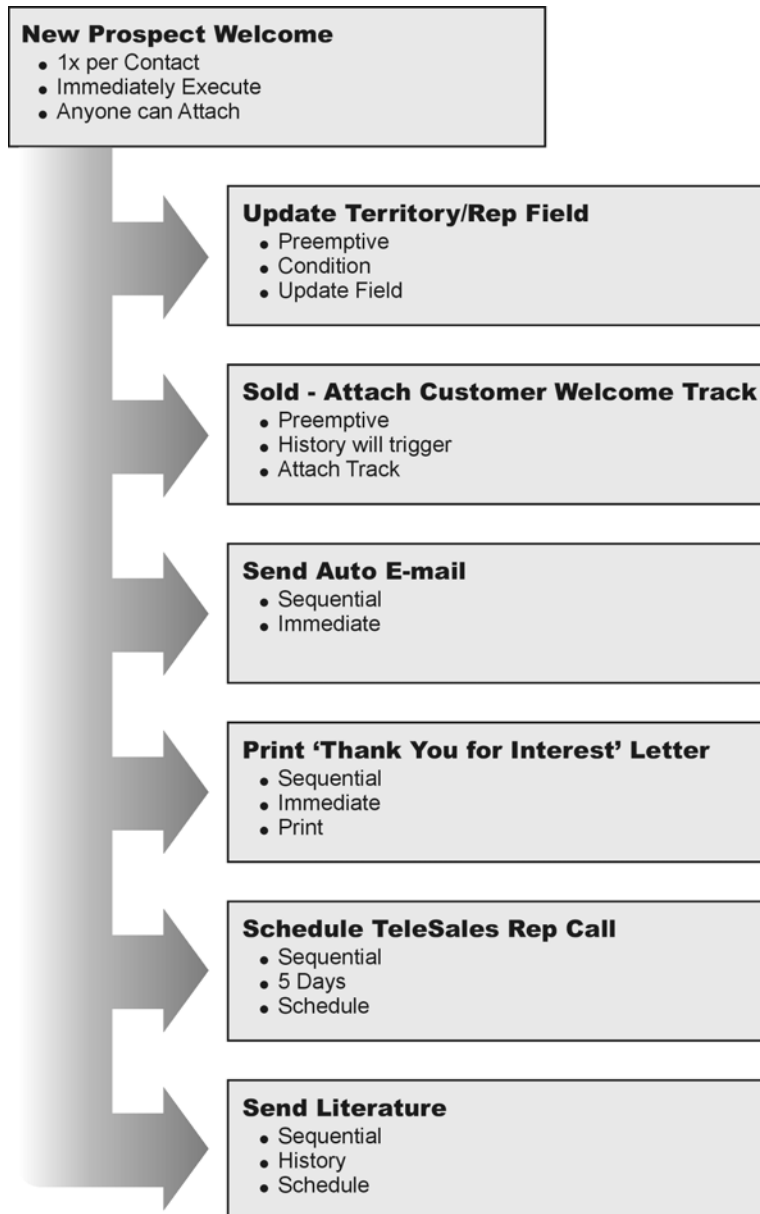 New Prospect Welcome
• 1x per Contact
• Immediately Execute
• Anyone can Attach
Update Territory/Rep Field
• Preemptive
• Condition
• Update Field
Sold - Attach Customer Welcome Track
• Preemptive
• History will trigger
• Attach Track
Send Auto E-mail
• Sequential
• Immediate
Print ‘Thank You for Interest’ Letter
• Sequential
• Immediate
• Print
Schedule TeleSales Rep Call
• Sequential
• 5 Days
• Schedule
Send Literature
• Sequential
• History
• Schedule